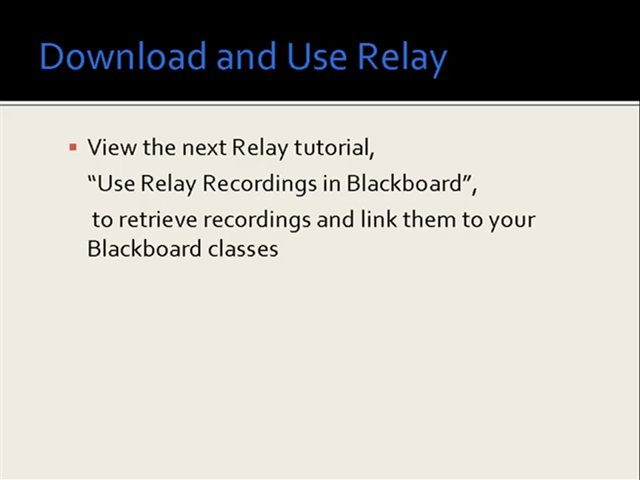 Download and Use Relay
▪ View the next Relay tutorial,
“Use Relay Recordings in Blackboard”,
to retrieve recordings and link them to your
Blackboard classes